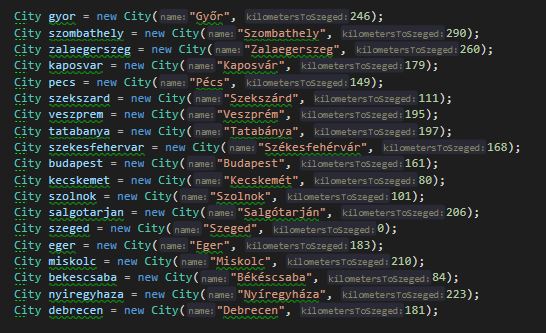 City gyor = new City( name: "Győr", kilometersToSzeged: 246);
City szombathely = new City( name: "Szombathely", kilometersToSzeged: 290);
City zalaegerszeg = new City( name: "Zalaegerszeg", kilometersToSzeged: 260);
City kaposvar = new City( name: "Kaposvár", kilometersToSzeged: 179);
City pecs = new City( name: "Pécs", kilometersToSzeged: 149);
City szekszard = new City( name: "Szekszárd", kilometersToSzeged: 111);
City veszprem = new City( name: "Veszprém", kilometersToSzeged: 195);
City tatabanya = new City( name: "Tatabánya", kilometersToSzeged: 197);
City szekesfehervar = new City( name: "Székesfehérvár", kilometersToSzeged: 168);
City budapest = new City( name: "Budapest", kilometersToSzeged: 161);
City kecskemet = new City( name: "Kecskemét", kilometersToSzeged: 80);
City szolnok = new City( name: "Szolnok", kilometersToSzeged: 101);
City salgotarjan = new City( name: "Salgótarján", kilometersToSzeged: 206);
City szeged = new City( name: "Szeged", kilometersToSzeged: 0);
City eger = new City( name: "Eger", kilometersToSzeged: 183);
City miskolc = new City( name: "Miskolc", kilometersToSzeged: 210);
City bekescsaba = new City( name: "Békéscsaba", kilometersToSzeged: 84);
City nyiregyhaza = new City( name: "Nyíregyháza", kilometersToSzeged: 223);
City debrecen = new City( name: "Debrecen", kilometersToSzeged: 181);